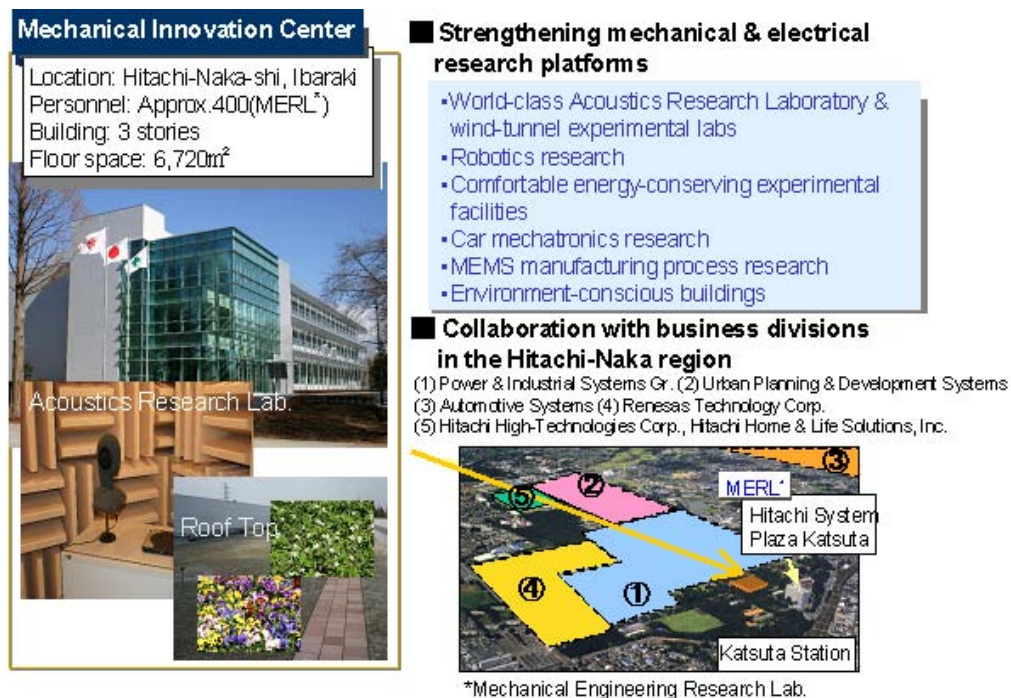 Mechanical Innovation Center
Location: Hitachi-Naka-shi, Ibaraki
Personnel: Approx.400(MERL*)
Building: 3 stories
Floor space: 6,720m²
Acoustics Research Lab.
Roof Top
■ Strengthening mechanical & electrical
research platforms
•World-class Acoustics Research Laboratory &
wind-tunnel experimental labs
•Robotics research
•Comfortable energy-conserving experimental
facilities
•Car mechatronics research
•MEMS manufacturing process research
•Environment-conscious buildings
■ Collaboration with business divisions
in the Hitachi-Naka region
(1) Power & Industrial Systems Gr. (2) Urban Planning & Development Systems
(3) Automotive Systems (4) Renesas Technology Corp.
(5) Hitachi High-Technologies Corp., Hitachi Home & Life Solutions, Inc.
③
②
⑤
MERL*
Hitachi System
Plaza Katsuta
④
①
Katsuta Station
*Mechanical Engineering Research Lab.